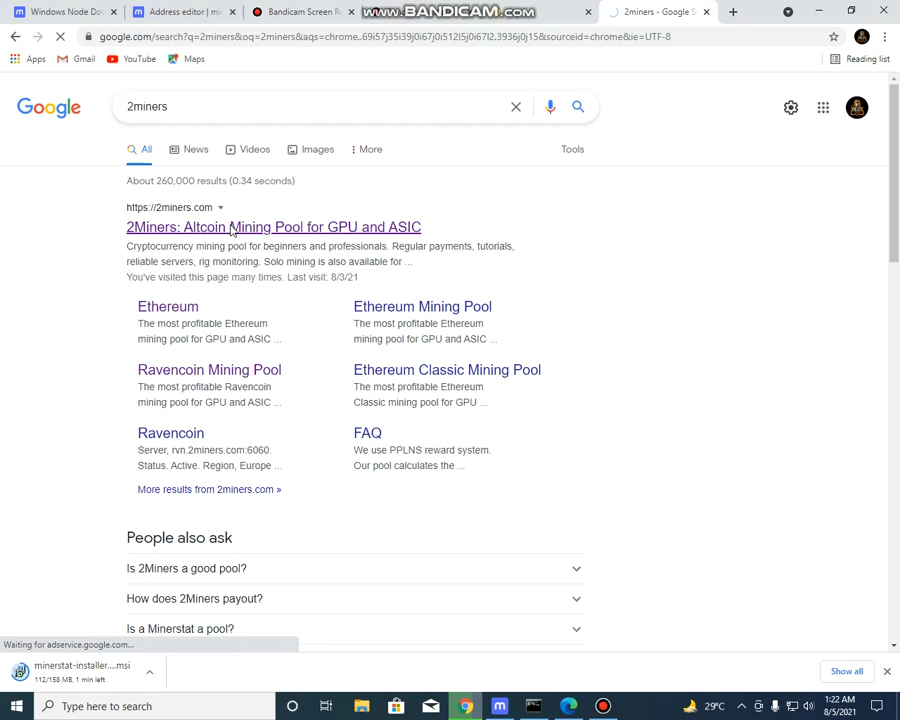 Windows Node Dow
Address editor | min
Bandicam Screen Re
www.BANDICAM.com
2miners - Google S
google.com/search?q=2miners&oq=2miners&aqs=chrome..69i57j35i39j0i67j0i512l5j0i67l2.3936j0j15&sourceid=chrome&ie=UTF-8
Apps
Gmail
YouTube
Maps
Reading list
Google
2miners
All
News
Videos
Images
More
Tools
About 260,000 results (0.34 seconds)
https://2miners.com
2Miners: Altcoin Mining Pool for GPU and ASIC
Cryptocurrency mining pool for beginners and professionals. Regular payments, tutorials,
reliable servers, rig monitoring. Solo mining is also available for ...
You've visited this page many times. Last visit: 8/3/21
Ethereum
The most profitable Ethereum
mining pool for GPU and ASIC ...
Ethereum Mining Pool
The most profitable Ethereum
mining pool for GPU and ASIC ...
Ravencoin Mining Pool
The most profitable Ravencoin
mining pool for GPU and ASIC ...
Ethereum Classic Mining Pool
The most profitable Ethereum
Classic mining pool for GPU ...
Ravencoin
Server, rvn.2miners.com:6060.
Status. Active. Region, Europe ...
FAQ
We use PPLNS reward system.
Our pool calculates the ...
More results from 2miners.com »
People also ask
Is 2Miners a good pool?
How does 2Miners payout?
Is a Minerstat a pool?
Waiting for adservice.google.com...
minerstat-installer....msi
112/158 MB, 1 min left
Show all
Type here to search
29°C
1:22 AM
8/5/2021